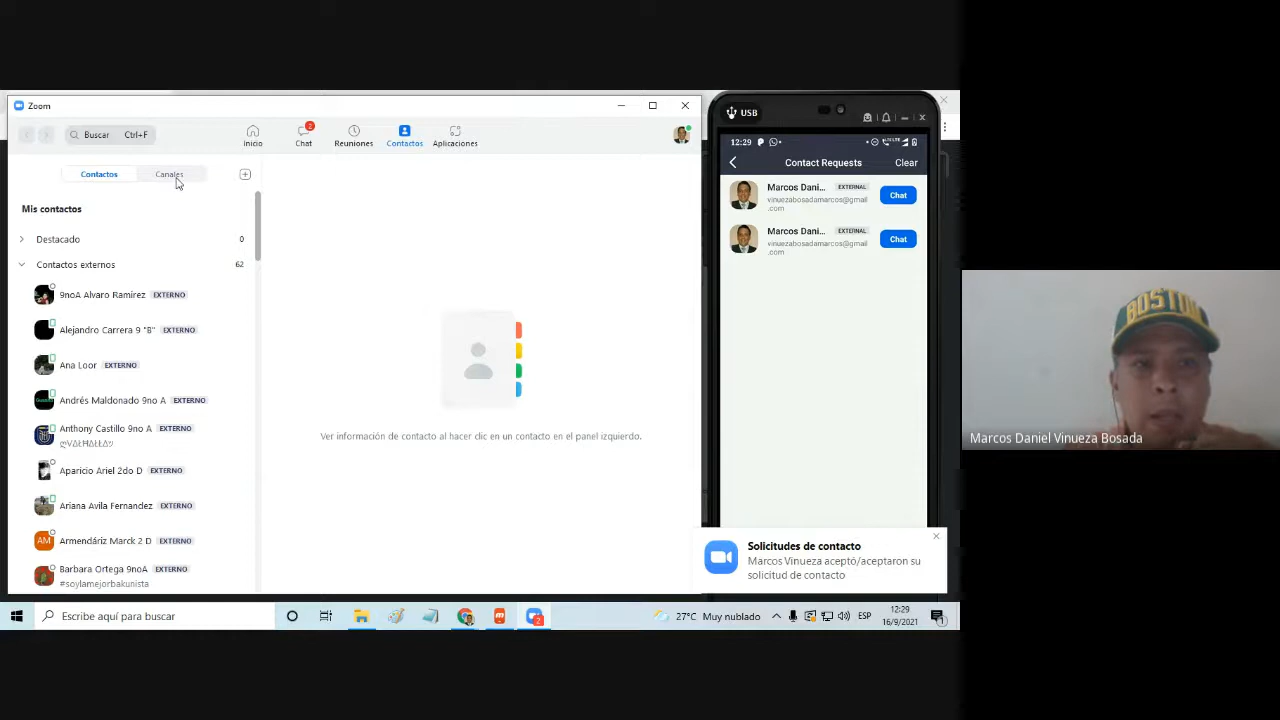 Zoom
Buscar Ctrl+F
Inicio
2
Chat
Reuniones
Contactos
Aplicaciones
Contactos
Canales
Mis contactos
Destacado 0
Contactos externos 62
9noA Alvaro Ramirez EXTERNO
Alejandro Carrera 9 "B" EXTERNO
Ana Loor EXTERNO
Andrés Maldonado 9no A EXTERNO
Anthony Castillo 9no A EXTERNO
Aparicio Ariel 2do D EXTERNO
Ariana Avila Fernandez EXTERNO
AM
Armendáriz Marck 2 D EXTERNO
Barbara Ortega 9noA EXTERNO
#soylamejorbakunista
Ver información de contacto al hacer clic en un contacto en el panel izquierdo.
USB
12:29
Contact Requests
Clear
Marcos Dani... EXTERNAL
vinuezabosadamarcos@gmail
.com
Chat
Marcos Dani... EXTERNAL
vinuezabosadamarcos@gmail
.com
Chat
Solicitudes de contacto
Marcos Vinueza aceptó/aceptaron su
solicitud de contacto
BOSTON
Marcos Daniel Vinueza Bosada
Escribe aquí para buscar
2
27°C Muy nublado
ESP
12:29
16/9/2021
1